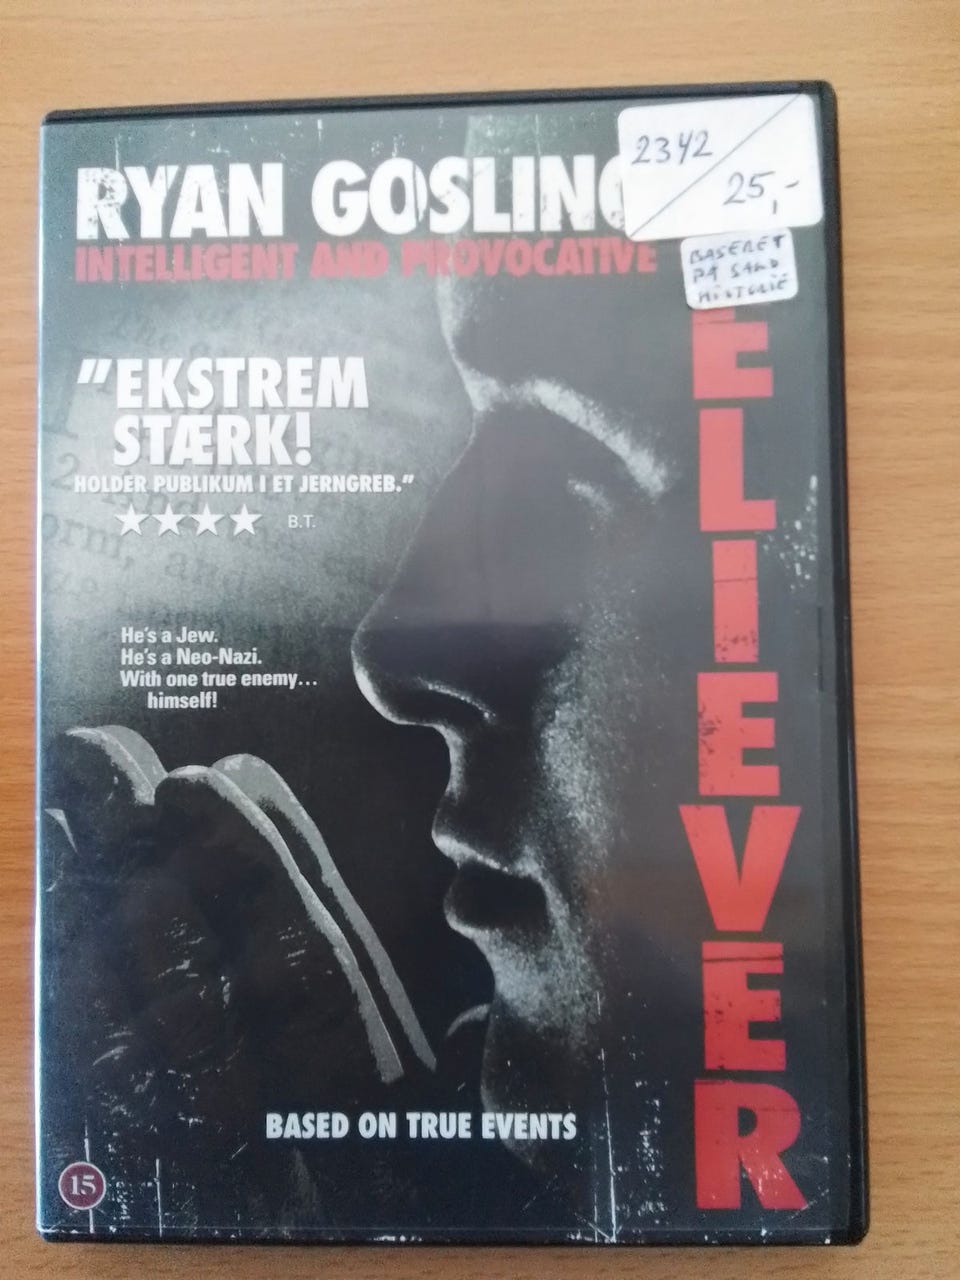 RYAN GOSLING
INTELLIGENT AND PROVOCATIVE
2342
25,-
BASERET
PÅ SAND
HISTORIE
"EKSTREM
STÆRK!
HOLDER PUBLIKUM I ET JERNGREB."
★★★★ B.T.
He's a Jew.
He's a Neo-Nazi.
With one true enemy...
himself!
ELIEVER
BASED ON TRUE EVENTS
15